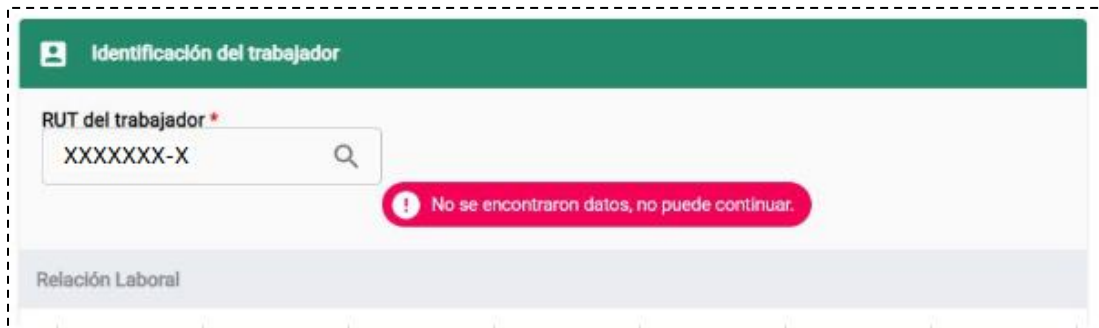 Identificación del trabajador
RUT del trabajador *
XXXXXXX-X
No se encontraron datos, no puede continuar.
Relación Laboral